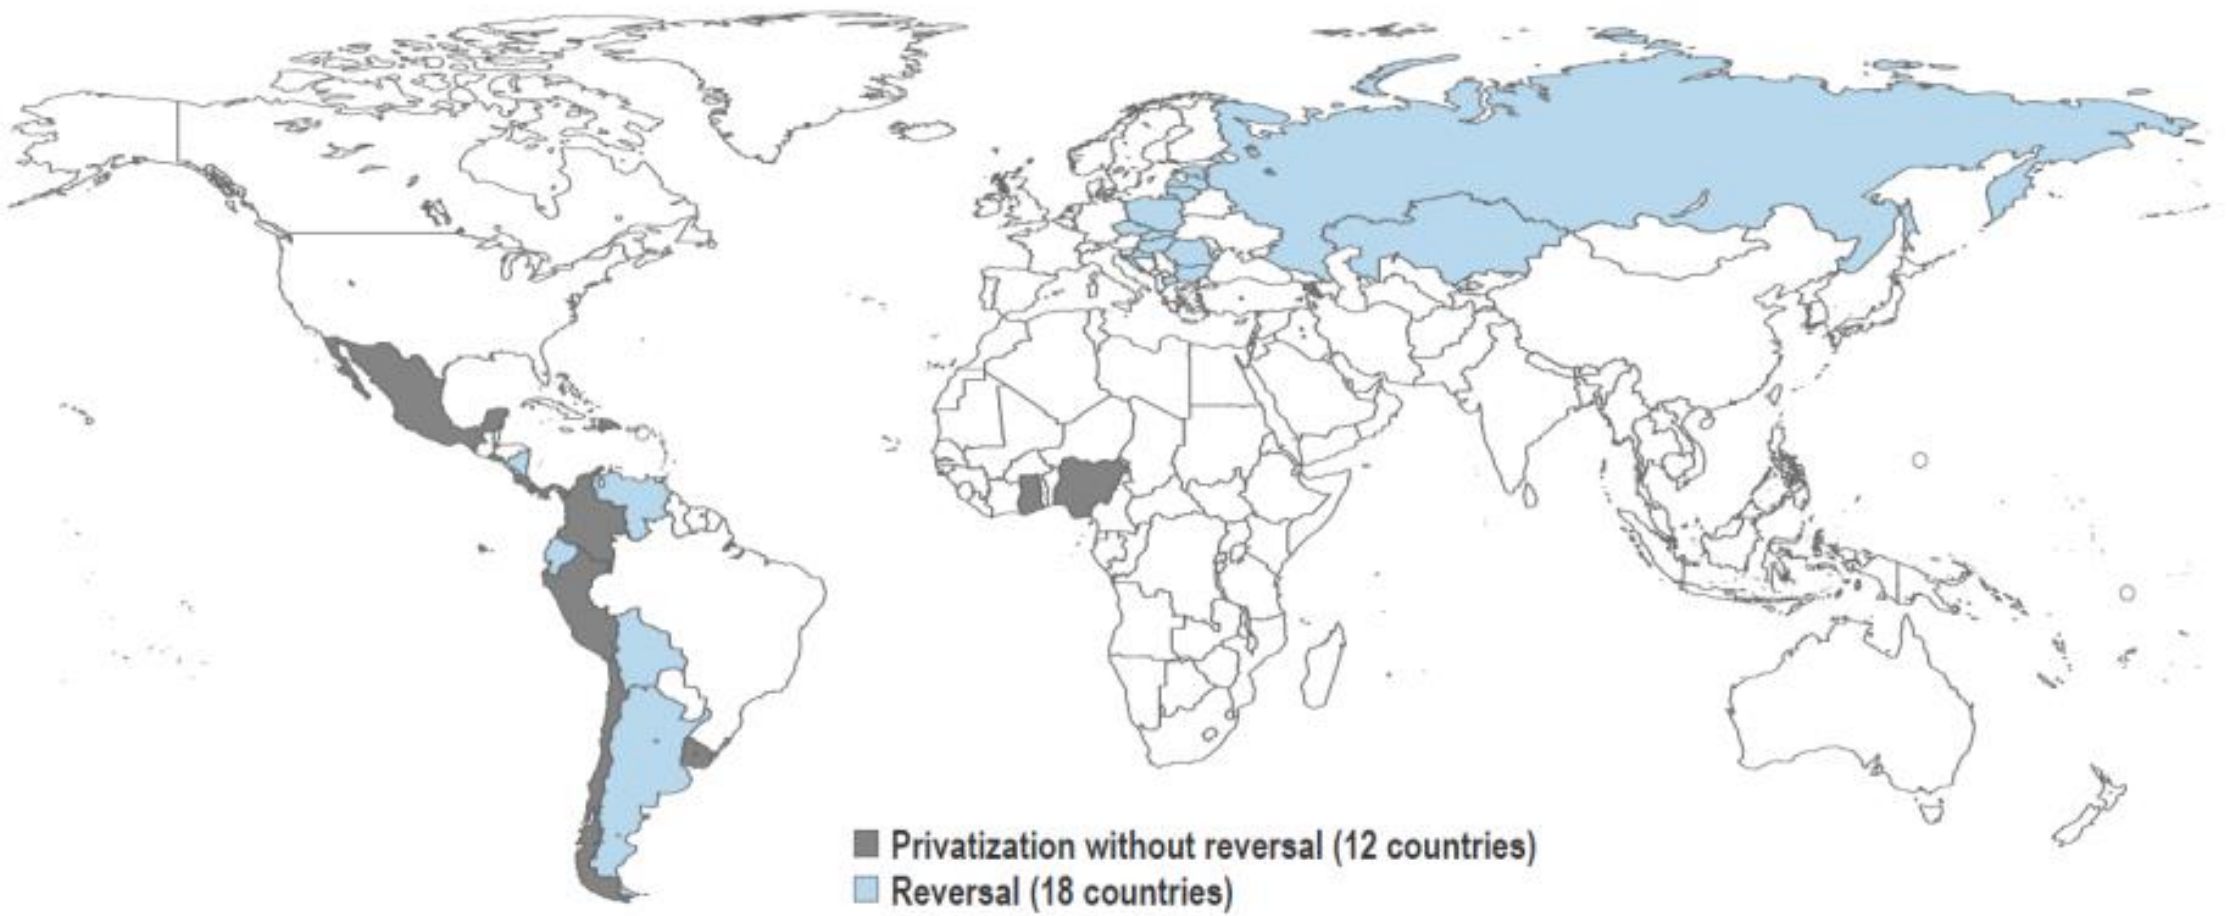 Privatization without reversal (12 countries)
Reversal (18 countries)